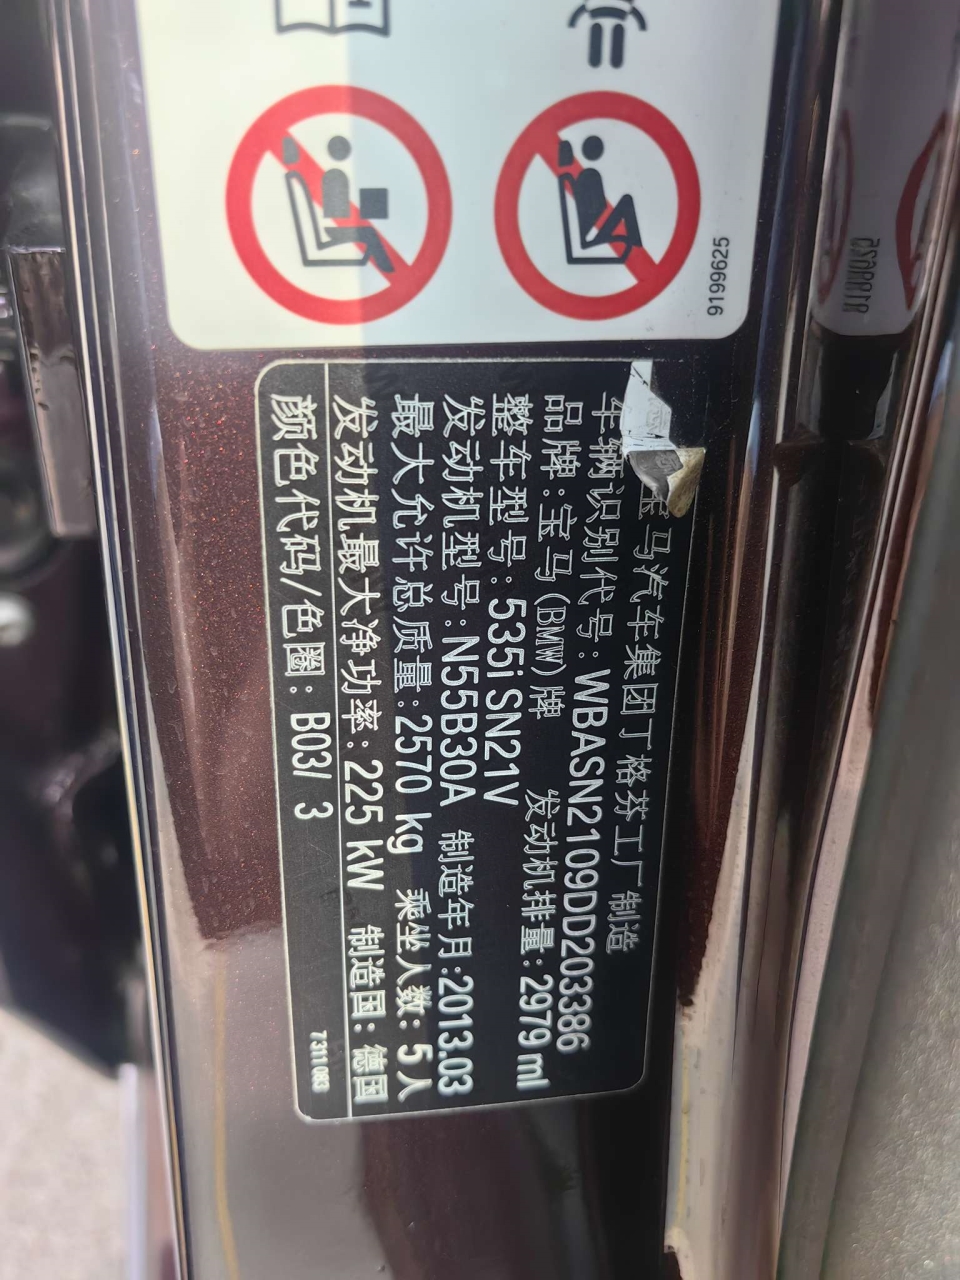 9199625
宝马汽车集团丁格芬工厂 制造
车辆识别代号: WBASN2109DD203386
品牌: 宝马(BMW)牌 发动机排量: 2979 ml
整车型号: 535i SN21V
发动机型号: N55B30A 制造年月:2013.03
最大允许总质量: 2570 kg 乘坐人数: 5人
发动机最大净功率: 225 kW 制造国: 德国
颜色代码/色圈: B03/ 3
7311 083